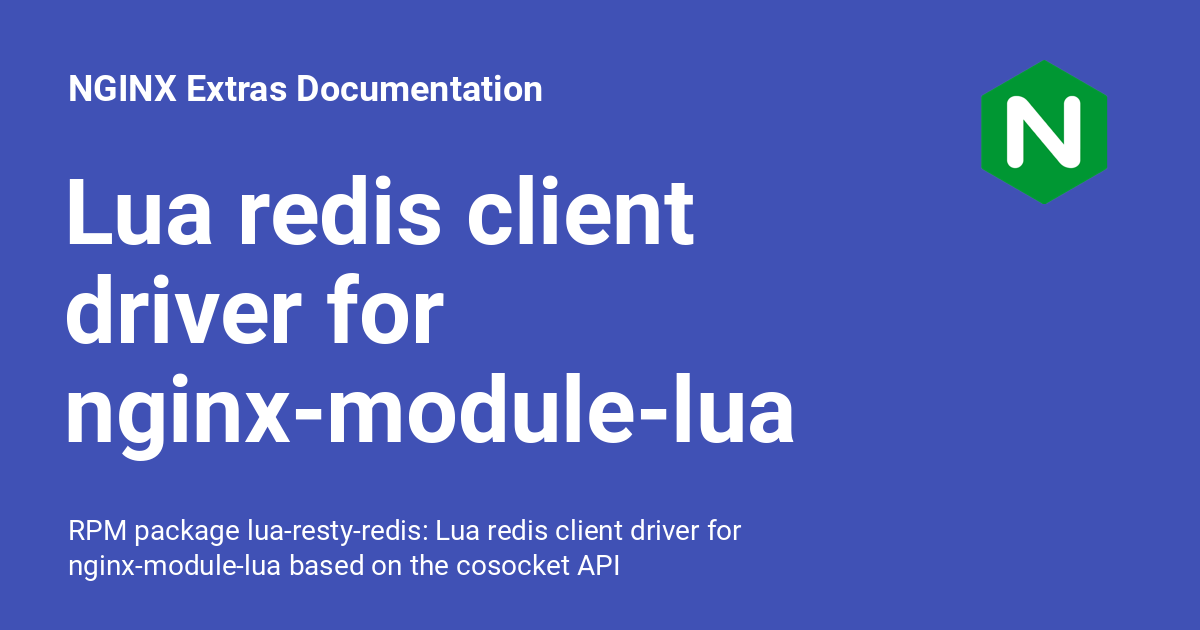 NGINX Extras Documentation
N
Lua redis client
driver for
nginx-module-lua
RPM package lua-resty-redis: Lua redis client driver for
nginx-module-lua based on the cosocket API